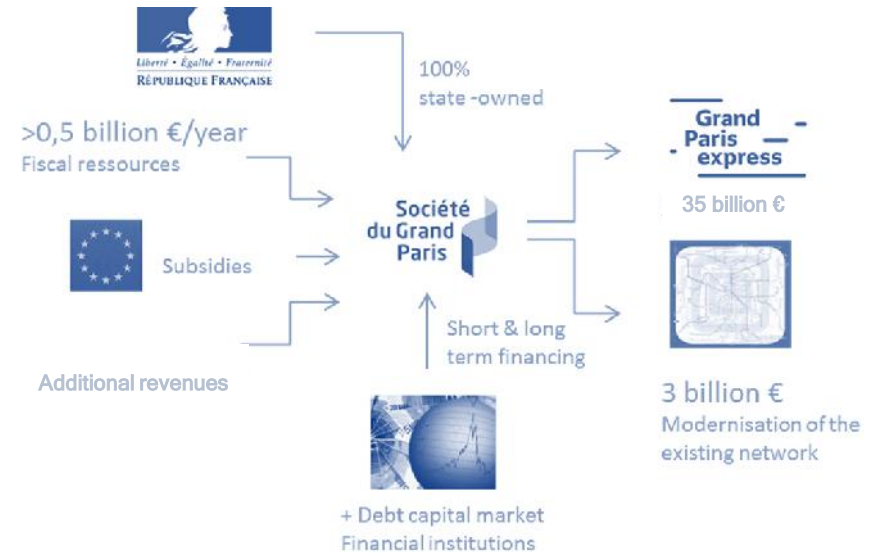 Liberté • Égalité • Fraternité
RÉPUBLIQUE FRANÇAISE
100%
state -owned
>0,5 billion €/year
Fiscal ressources
Grand
Paris
express
35 billion €
Société
du Grand
Paris
Subsidies
Short & long
term financing
Additional revenues
3 billion €
Modernisation of the
existing network
+ Debt capital market
Financial institutions